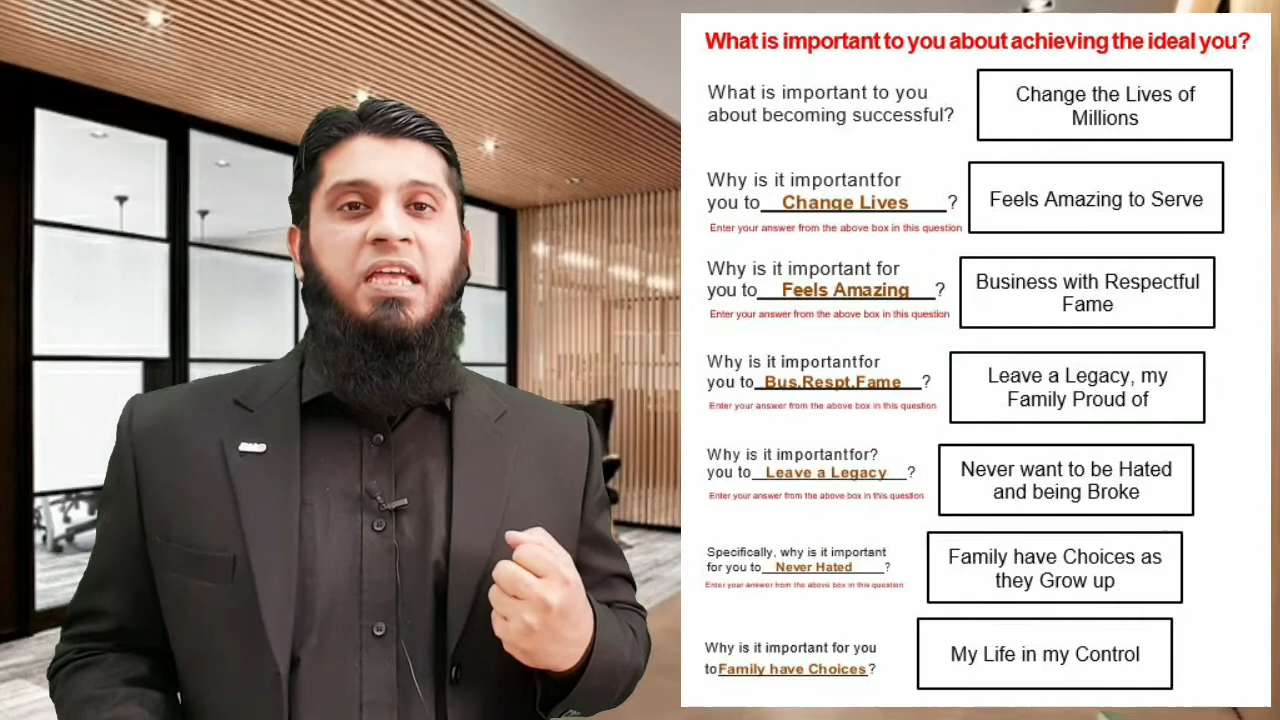 What is important to you about achieving the ideal you?
What is important to you
about becoming successful?
Change the Lives of
Millions
Why is it importantfor
you to Change Lives ?
Enter your answer from the above box in this question
Feels Amazing to Serve
Why is it important for
you to Feels Amazing ?
Enter your answer from the above box in this question
Business with Respectful
Fame
Why is it importantfor
you to Bus.Respt.Fame ?
Enter your answer from the above box in this question
Leave a Legacy, my
Family Proud of
Why is it importantfor?
you to Leave a Legacy ?
Enter your answer from the above box in this question
Never want to be Hated
and being Broke
Specifically, why is it important
for you to Never Hated ?
Enter your answer from the above box in this question
Family have Choices as
they Grow up
Why is it important for you
to Family have Choices ?
My Life in my Control